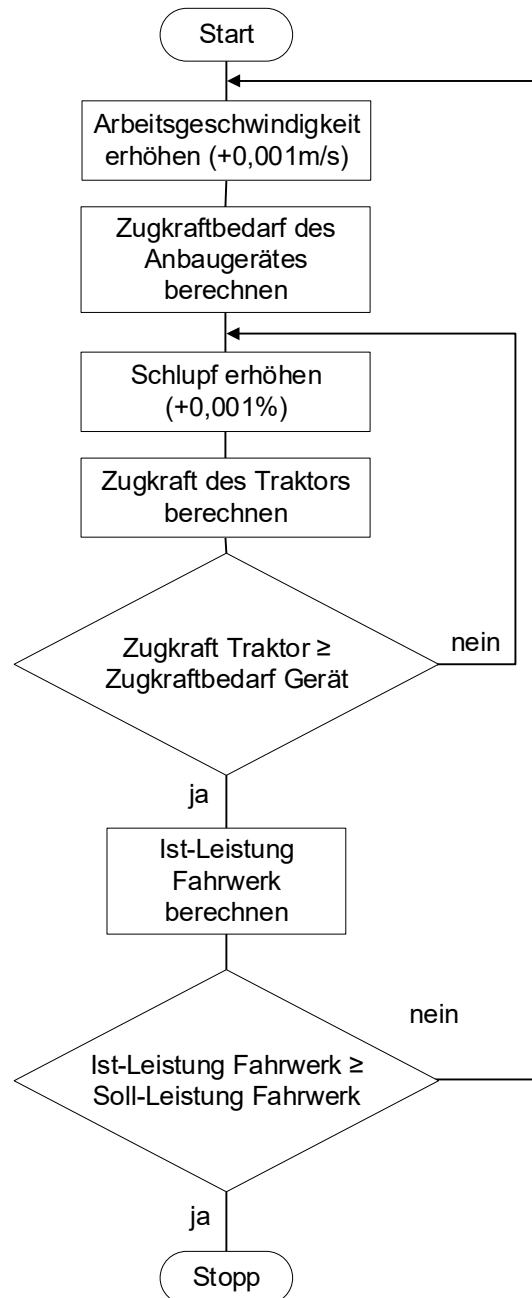 Start
Arbeitsgeschwindigkeit
erhöhen (+0,001m/s)
Zugkraftbedarf des
Anbaugerätes
berechnen
Schlupf erhöhen
(+0,001%)
Zugkraft des Traktors
berechnen
Zugkraft Traktor ≥
Zugkraftbedarf Gerät
nein
ja
Ist-Leistung
Fahrwerk
berechnen
nein
Ist-Leistung Fahrwerk ≥
Soll-Leistung Fahrwerk
ja
Stopp